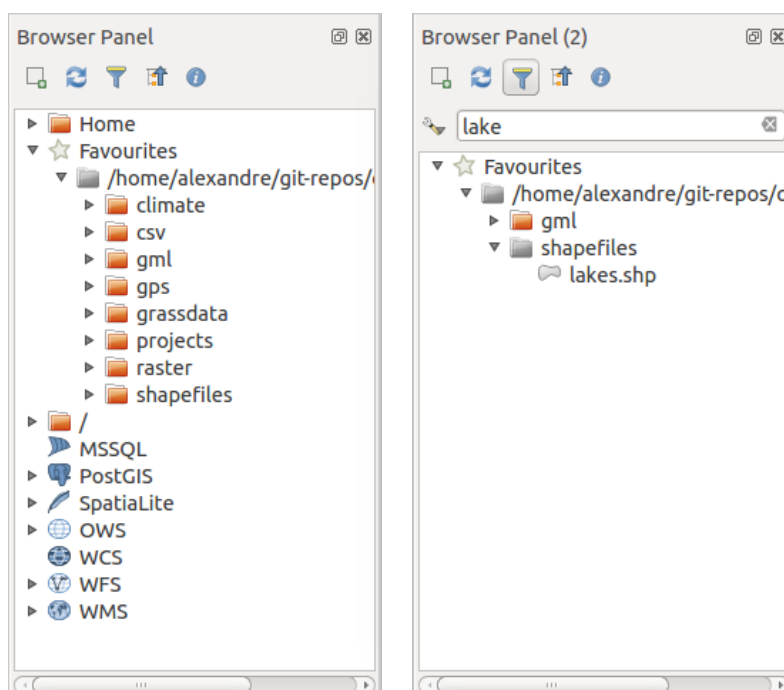 Browser Panel
Home
Favourites
/home/alexandre/git-repos/
climate
csv
gml
gps
grassdata
projects
raster
shapefiles
/
MSSQL
PostGIS
SpatiaLite
OWS
WCS
WFS
WMS
Browser Panel (2)
lake
Favourites
/home/alexandre/git-repos/
gml
shapefiles
lakes.shp